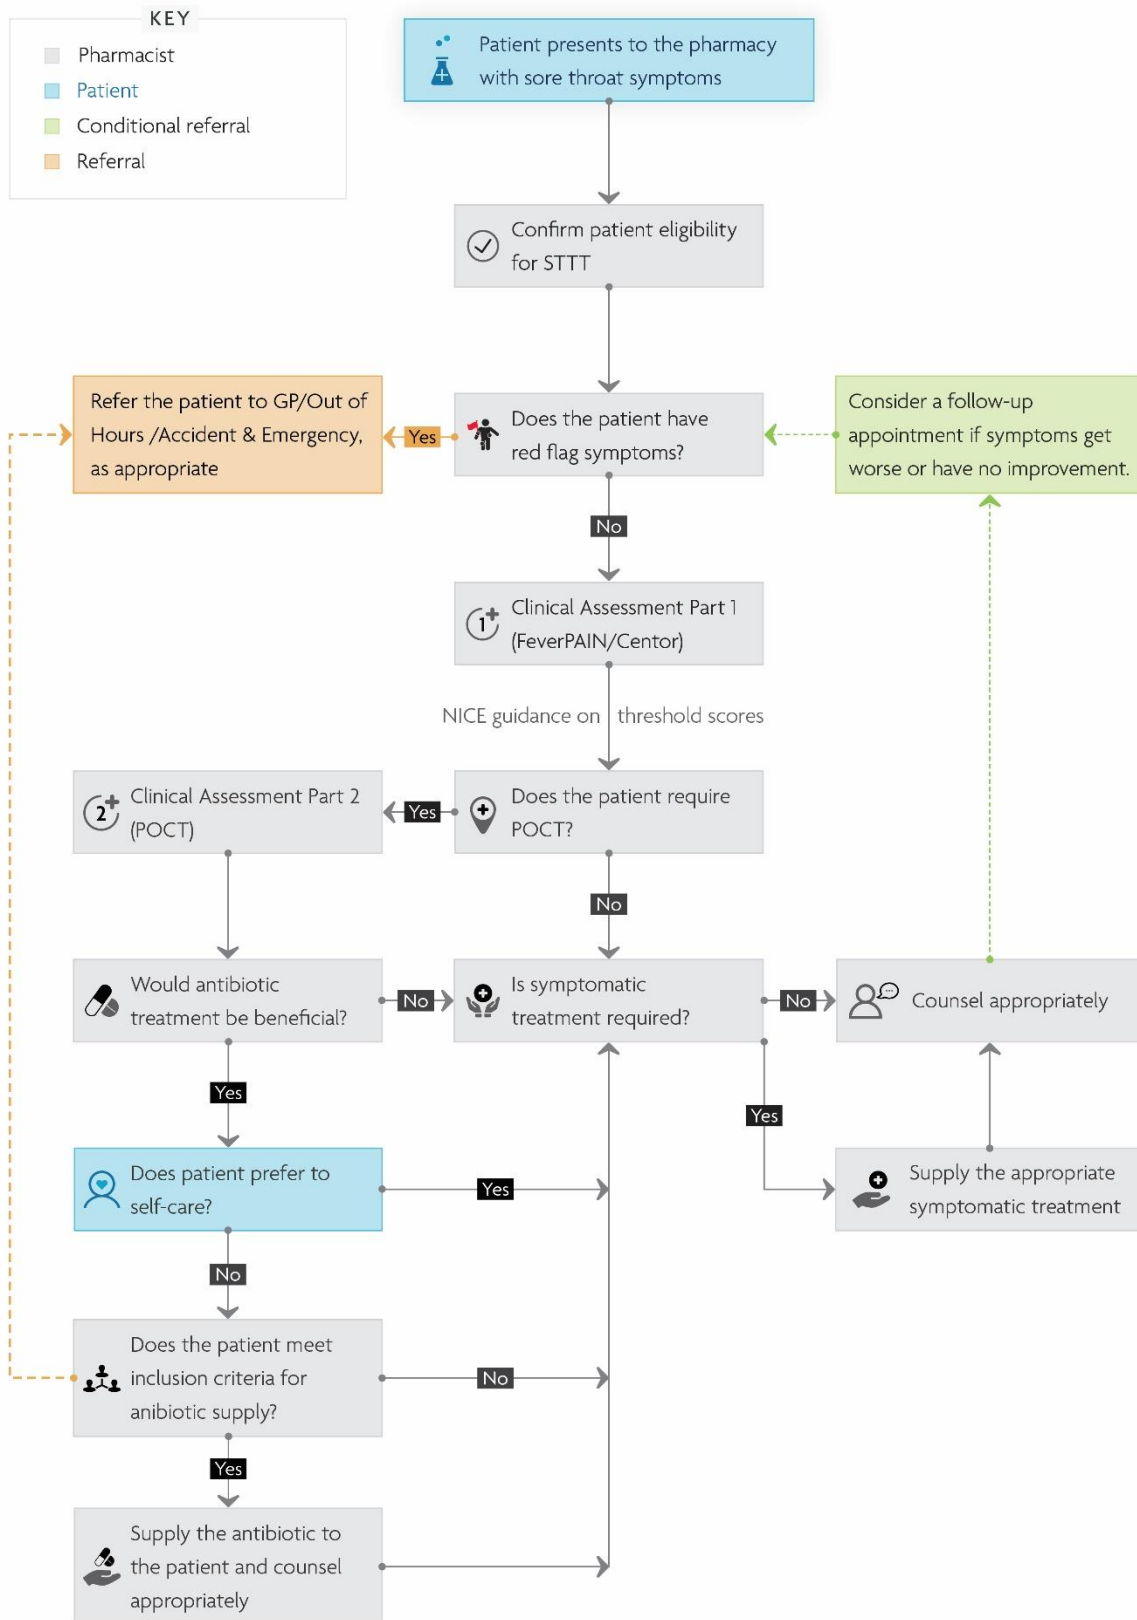 KEY
Pharmacist
Patient
Conditional referral
Referral
Patient presents to the pharmacy
with sore throat symptoms
Confirm patient eligibility
for STTT
Refer the patient to GP/Out of
Hours /Accident & Emergency,
as appropriate
Yes
Does the patient have
red flag symptoms?
Consider a follow-up
appointment if symptoms get
worse or have no improvement.
No
1+
Clinical Assessment Part 1
(FeverPAIN/Centor)
NICE guidance on threshold scores
2+
Clinical Assessment Part 2
(POCT)
Yes
Does the patient require
POCT?
No
Would antibiotic
treatment be beneficial?
No
Is symptomatic
treatment required?
No
Counsel appropriately
Yes
Yes
Does patient prefer to
self-care?
Yes
Supply the appropriate
symptomatic treatment
No
Does the patient meet
inclusion criteria for
anibiotic supply?
No
Yes
Supply the antibiotic to
the patient and counsel
appropriately